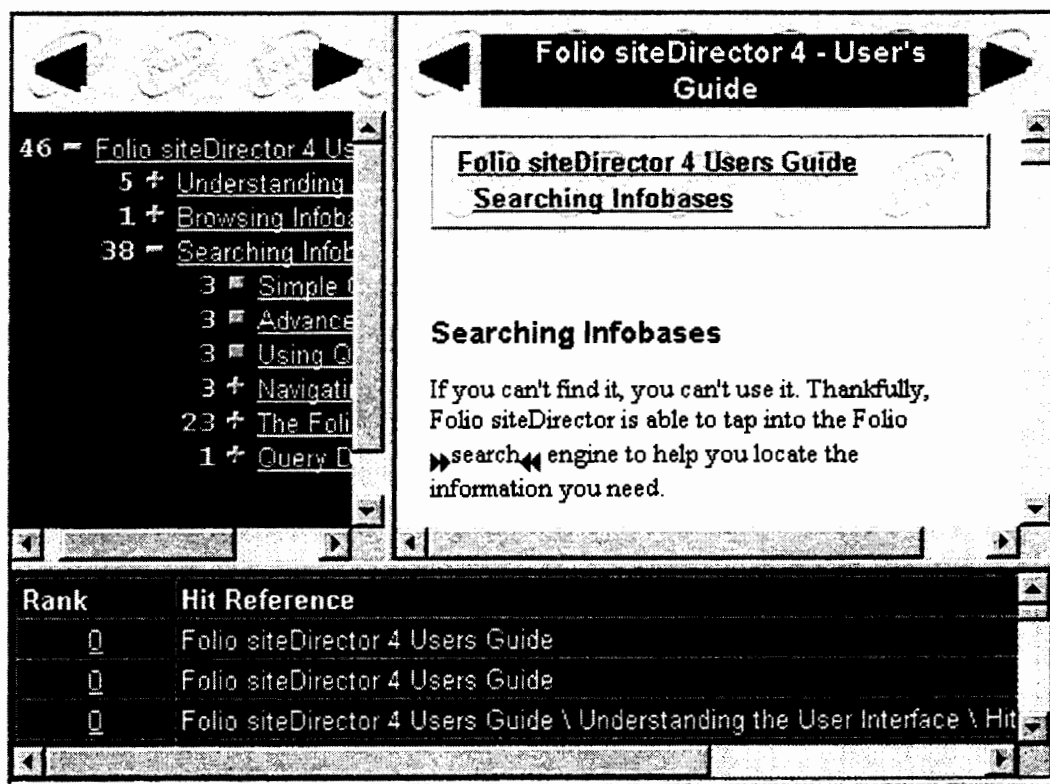 Folio siteDirector 4 - User's
Guide
46 Folio siteDirector 4 Us
5 + Understanding
1 + Browsing Infoba
38 Searching Infob
3 Simple
3 Advance
3 Using
3 + Navigati
23 + The Foli
1 + Query D
Folio siteDirector 4 Users Guide
Searching Infobases
Searching Infobases
If you can't find it, you can't use it. Thankfully,
Folio siteDirector is able to tap into the Folio
search engine to help you locate the
information you need.
Rank Hit Reference
0 Folio siteDirector 4 Users Guide
0 Folio siteDirector 4 Users Guide
0 Folio siteDirector 4 Users Guide \ Understanding the User Interface \ Hit